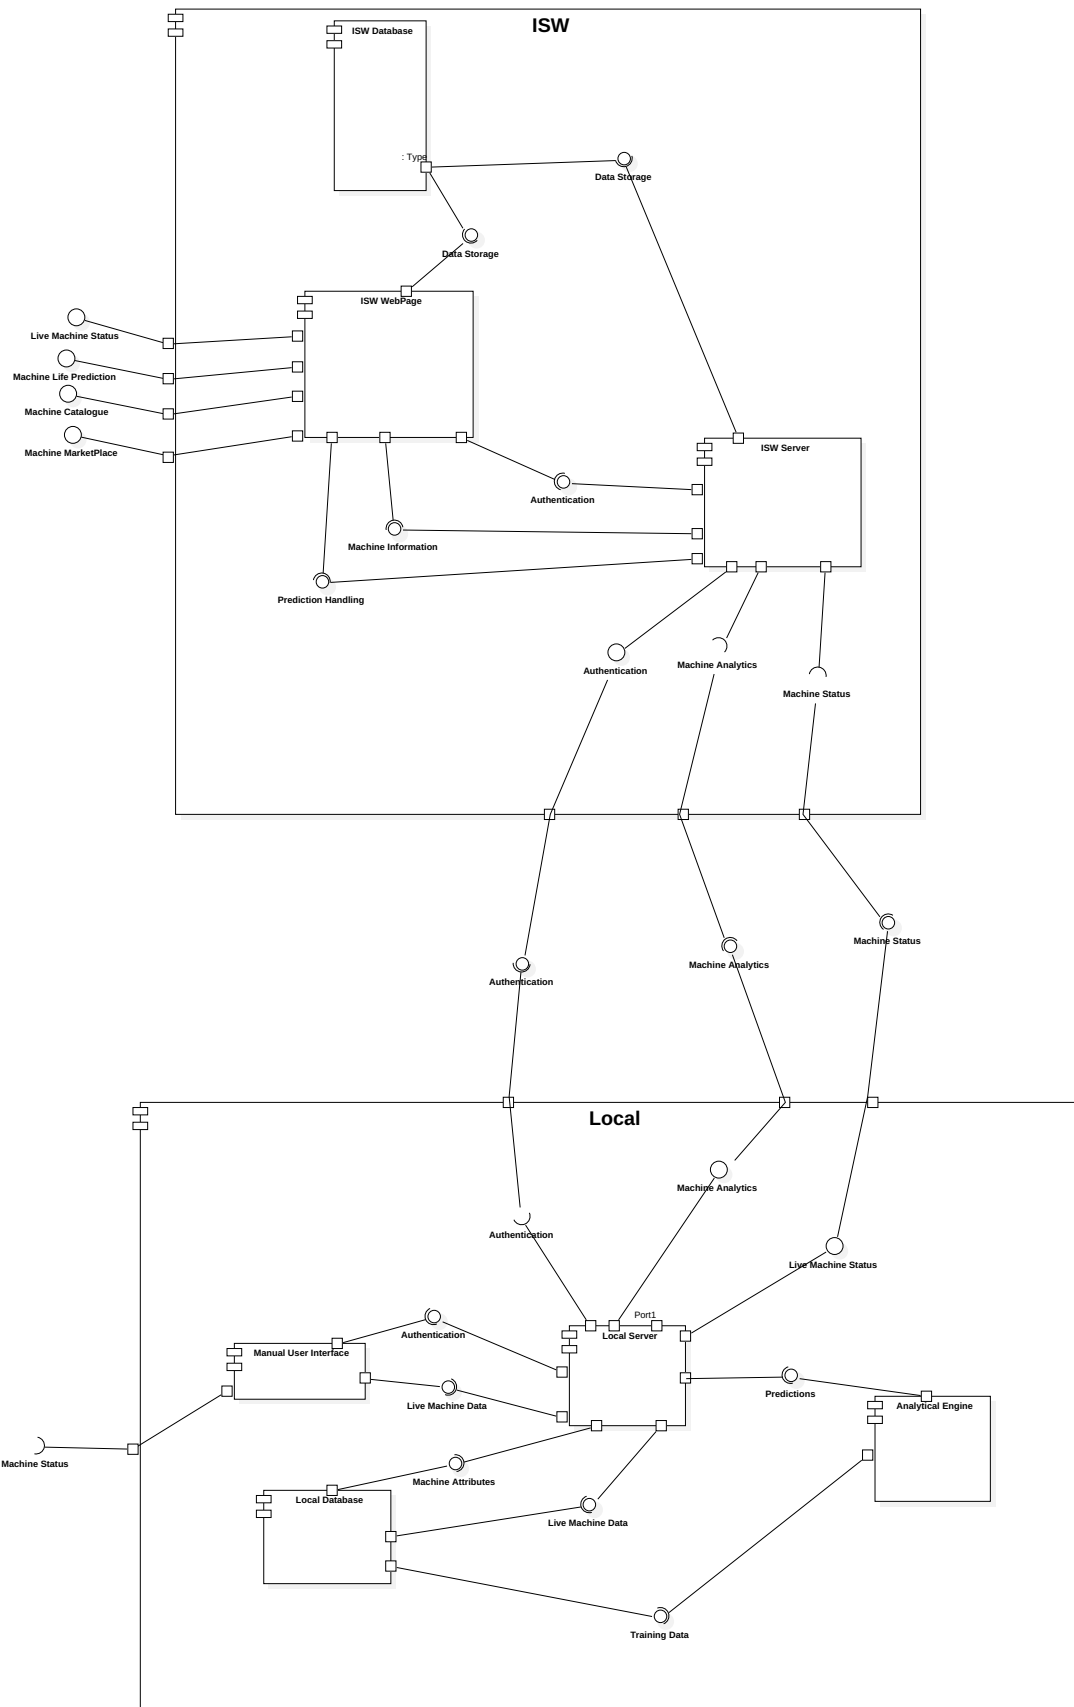 ISW
ISW Database
: Type
Data Storage
Data Storage
ISW WebPage
Live Machine Status
Machine Life Prediction
Machine Catalogue
Machine MarketPlace
ISW Server
Authentication
Machine Information
Prediction Handling
Authentication
Machine Analytics
Machine Status
Machine Status
Machine Analytics
Authentication
Local
Machine Analytics
Authentication
Live Machine Status
Port1
Local Server
Authentication
Manual User Interface
Predictions
Live Machine Data
Analytical Engine
Machine Status
Machine Attributes
Local Database
Live Machine Data
Training Data